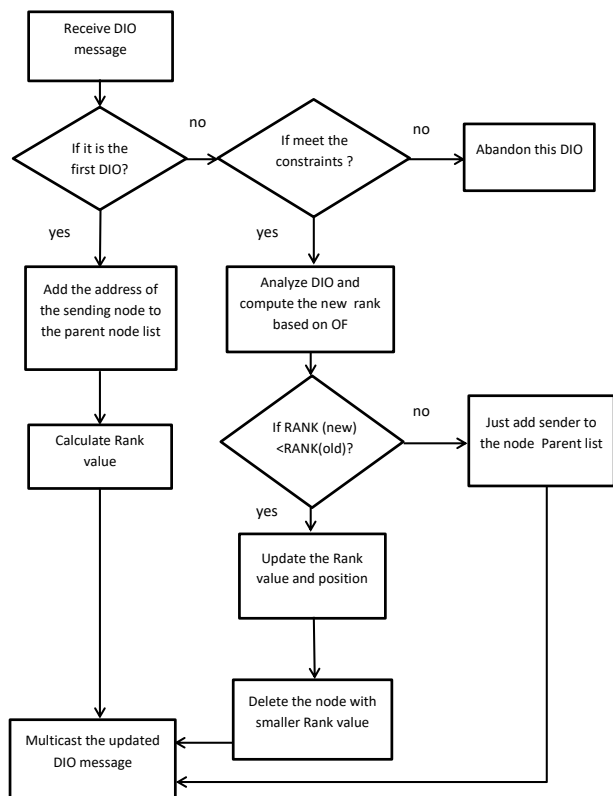 Receive DIO
message
If it is the
first DIO?
no
If meet the
constraints ?
no
Abandon this DIO
yes
yes
Add the address of
the sending node to
the parent node list
Analyze DIO and
compute the new rank
based on OF
Calculate Rank
value
If RANK (new)
<RANK(old)?
no
Just add sender to
the node Parent list
yes
Update the Rank
value and position
Delete the node with
smaller Rank value
Multicast the updated
DIO message